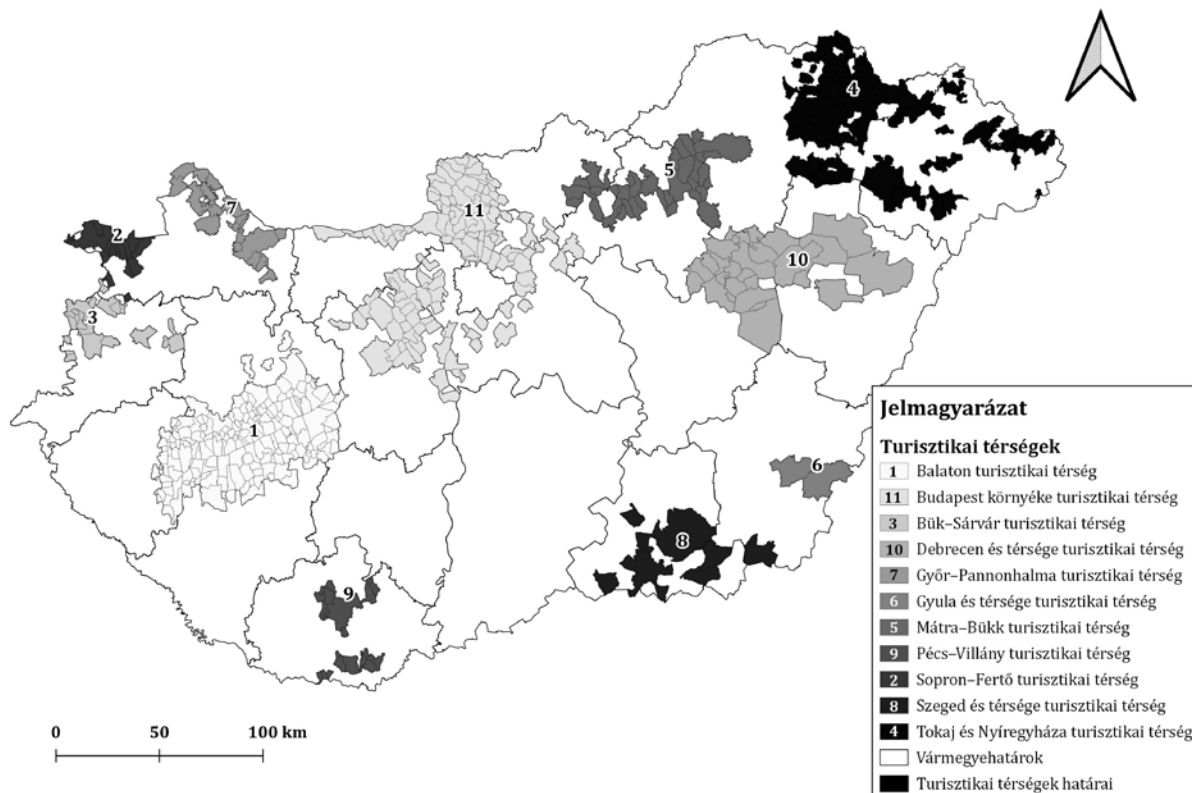 4
5
7
11
2
10
3
1
6
8
9
0 50 100 km
Jelmagyarázat
Turisztikai térségek
1 Balaton turisztikai térség
11 Budapest környéke turisztikai térség
3 Bük–Sárvár turisztikai térség
10 Debrecen és térsége turisztikai térség
7 Győr–Pannonhalma turisztikai térség
6 Gyula és térsége turisztikai térség
5 Mátra–Bükk turisztikai térség
9 Pécs–Villány turisztikai térség
2 Sopron–Fertő turisztikai térség
8 Szeged és térsége turisztikai térség
4 Tokaj és Nyíregyháza turisztikai térség
Vármegyehatárok
Turisztikai térségek határai